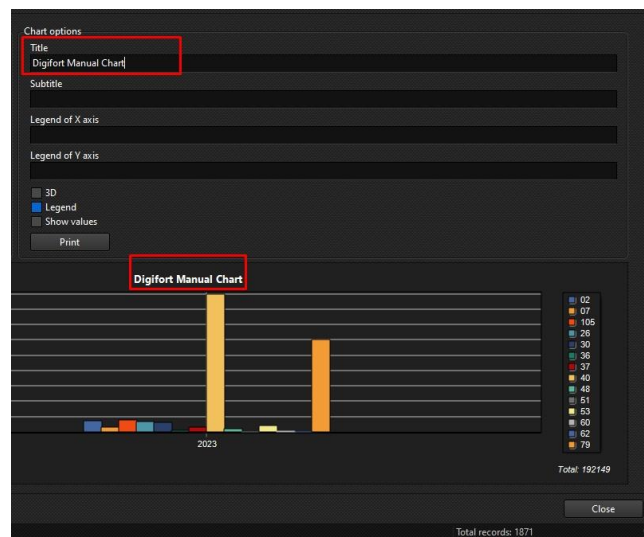 Chart options
Title
Digifort Manual Chart
Subtitle
Legend of X axis
Legend of Y axis
3D
Legend
Show values
Print
Digifort Manual Chart
02
07
105
26
30
36
37
40
48
51
53
60
62
79
2023
Total: 192149
Close
Total records: 1871